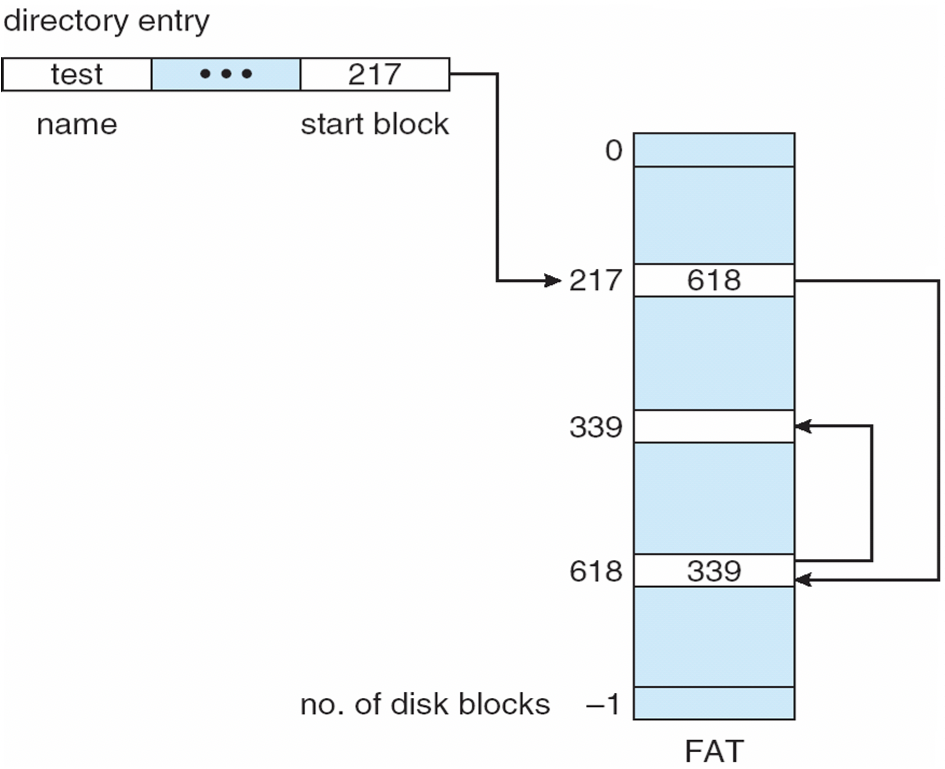 directory entry
test ••• 217
name start block
0
217 618
339
618 339
no. of disk blocks –1
FAT